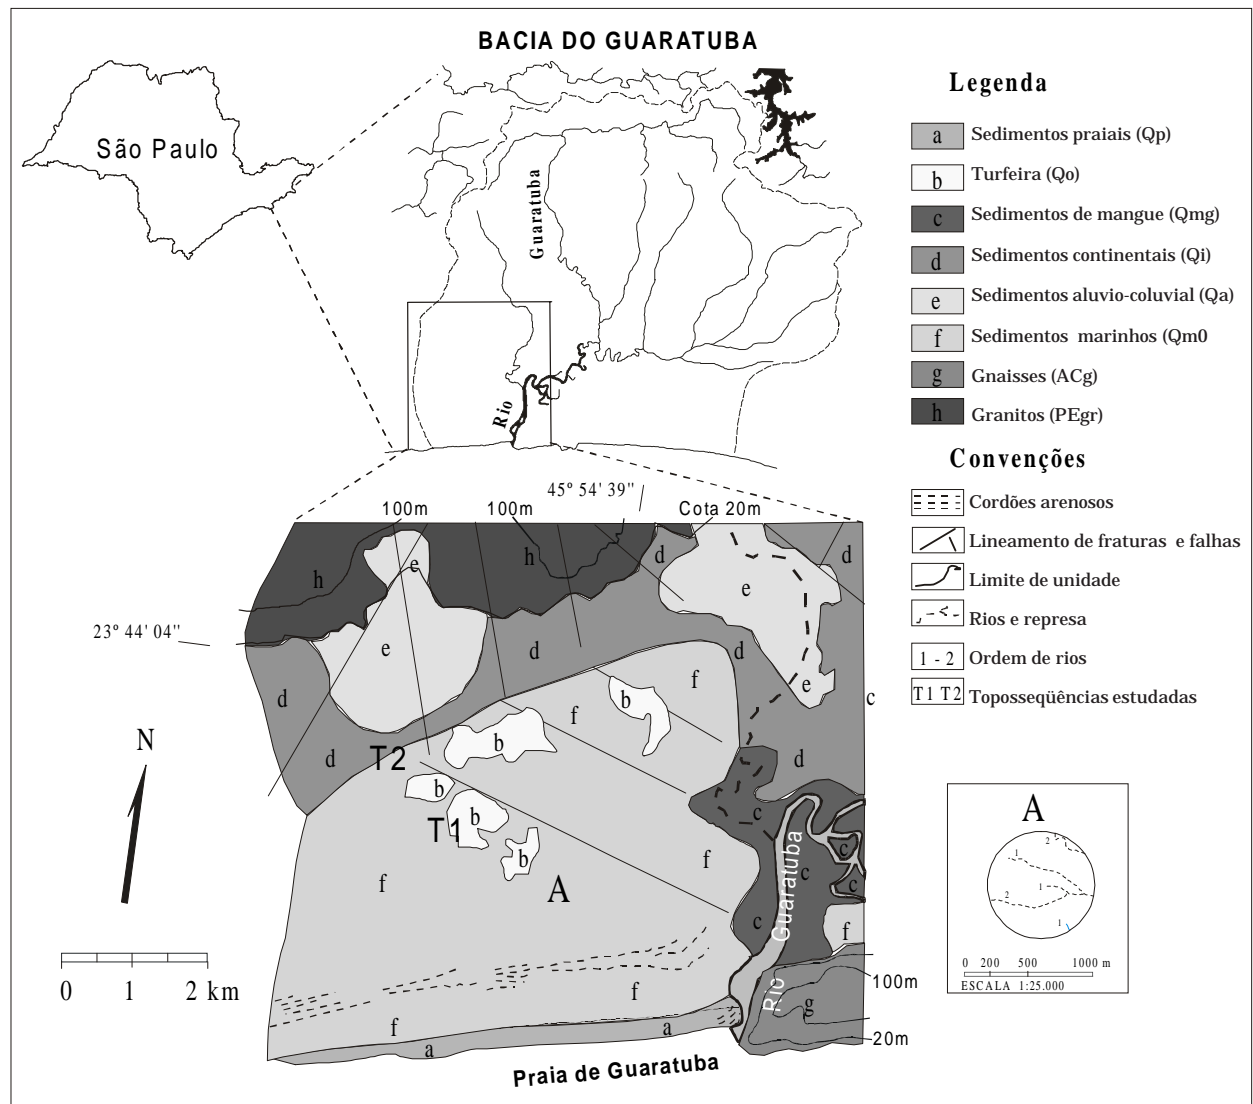 BACIA DO GUARATUBA
São Paulo
Guaratuba
Rio
Legenda
a Sedimentos praiais (Qp)
b Turfeira (Qo)
c Sedimentos de mangue (Qmg)
d Sedimentos continentais (Qi)
e Sedimentos aluvio-coluvial (Qa)
f Sedimentos marinhos (Qm0
g Gnaisses (ACg)
h Granitos (PEgr)
Convenções
Cordões arenosos
Lineamento de fraturas e falhas
Limite de unidade
Rios e represa
1 - 2 Ordem de rios
T1 T2 Toposseqüências estudadas
45º 54' 39"
100m
100m
Cota 20m
23º 44' 04"
h
e
h
d
d
e
e
d
d
d
e
c
f
b
f
b
d
T2
d
b
b
T1
b
c
f
c
c
c
f
A
c
f
Rio Guaratuba
f
f
g
100m
20m
a
a
Praia de Guaratuba
N
0 1 2 km
A
2
1
1
2
1
0 200 500 1000 m
ESCALA 1:25.000